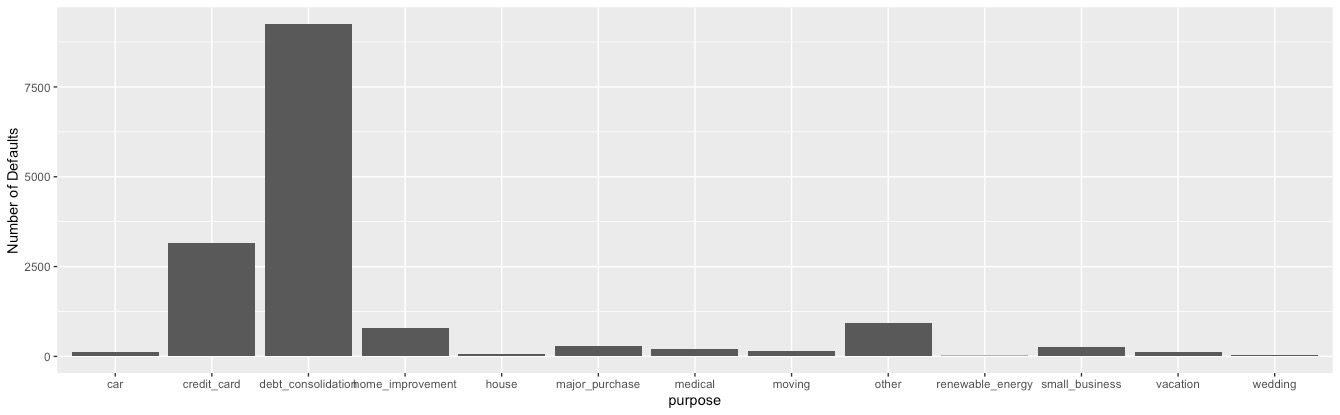 Number of Defaults
7500
5000
2500
0
car credit_card debt_consolidation home_improvement house major_purchase medical moving other renewable_energy small_business vacation wedding
purpose